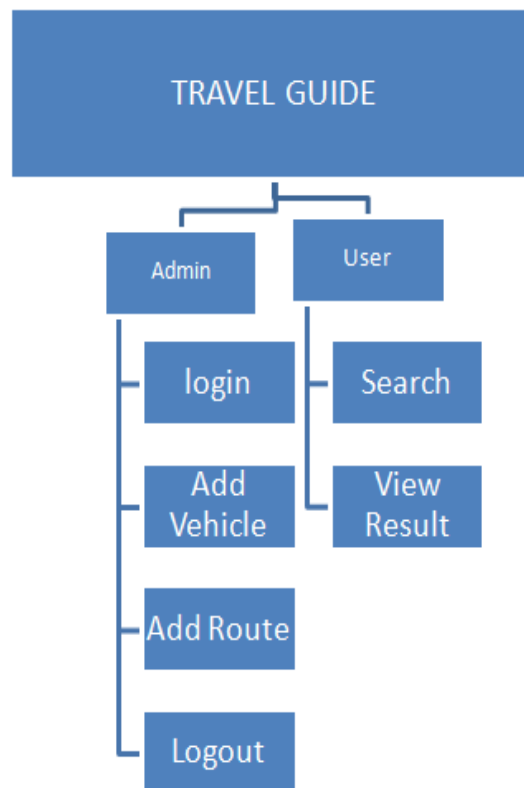 TRAVEL GUIDE
Admin
User
login
Search
Add
Vehicle
View
Result
Add Route
Logout